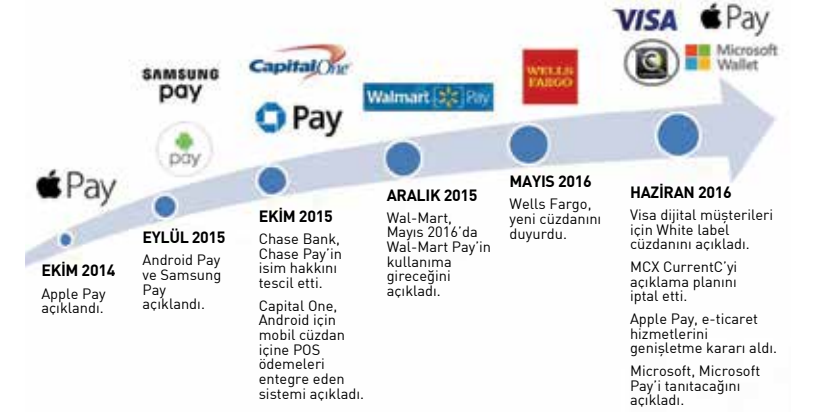 Pay
EKİM 2014
Apple Pay
açıklandı.
SAMSUNG
pay
pay
EYLÜL 2015
Android Pay
ve Samsung
Pay
açıklandı.
Capital One
Pay
EKİM 2015
Chase Bank,
Chase Pay'in
isim hakkını
tescil etti.
Capital One,
Android için
mobil cüzdan
içine POS
ödemeleri
entegre eden
sistemi açıkladı.
Walmart Pay
ARALIK 2015
Wal-Mart,
Mayıs 2016'da
Wal-Mart Pay'in
kullanıma
gireceğini
açıkladı.
WELLS
FARGO
MAYIS 2016
Wells Fargo,
yeni cüzdanını
duyurdu.
VISA Pay
Microsoft
Wallet
HAZİRAN 2016
Visa dijital müşterileri
için White label
cüzdanını açıkladı.
MCX CurrentC'yi
açıklama planını
iptal etti.
Apple Pay, e-ticaret
hizmetlerini
genişletme kararı aldı.
Microsoft, Microsoft
Pay'i tanıtacağını
açıkladı.